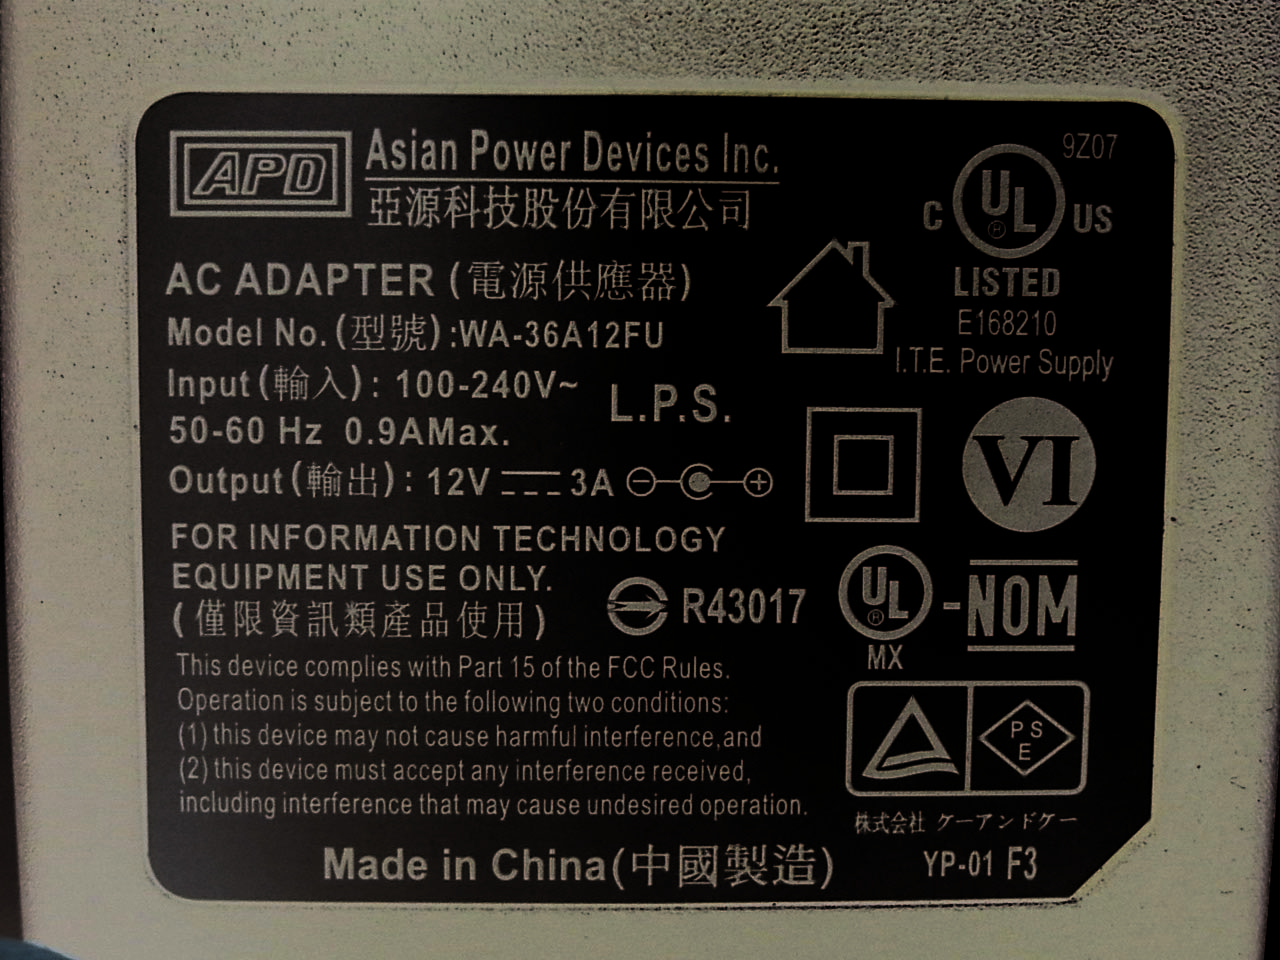 APD
Asian Power Devices Inc.
亞源科技股份有限公司
9Z07
C UL US
®
LISTED
E168210
I.T.E. Power Supply
AC ADAPTER (電源供應器)
Model No.(型號):WA-36A12FU
Input(輸入): 100-240V~
50-60 Hz 0.9AMax.
L.P.S.
Output(輸出): 12V 3A
VI
FOR INFORMATION TECHNOLOGY
EQUIPMENT USE ONLY.
(僅限資訊類產品使用)
R43017
UL
®
MX
-NOM
This device complies with Part 15 of the FCC Rules.
Operation is subject to the following two conditions:
(1) this device may not cause harmful interference,and
(2) this device must accept any interference received,
including interference that may cause undesired operation.
PS
E
株式会社 ケーアンドケー
YP-01 F3
Made in China(中國製造)